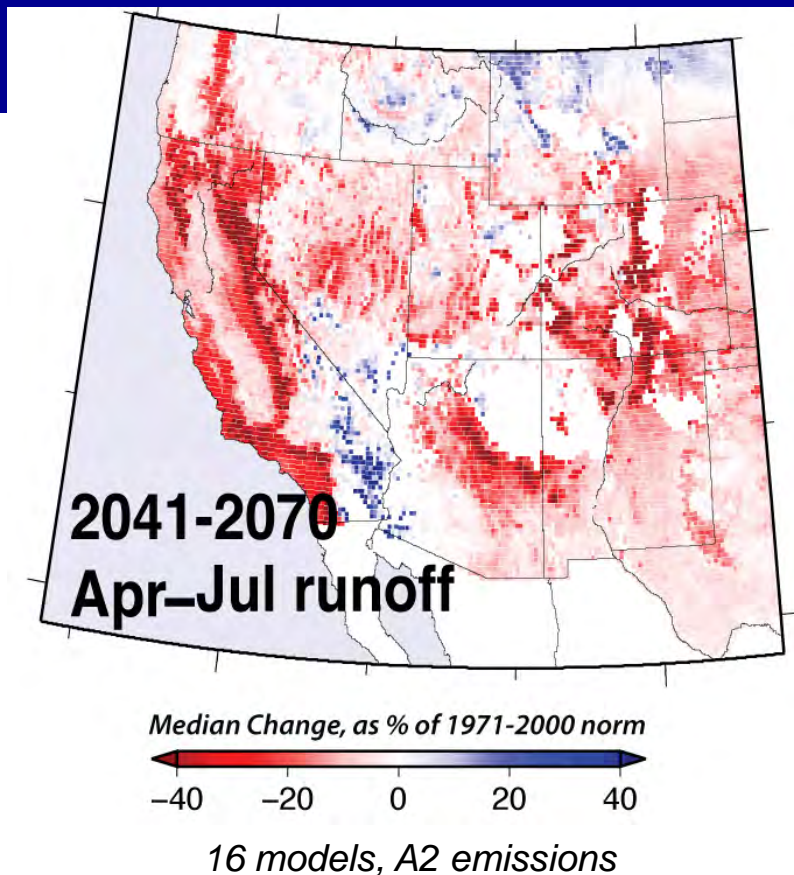 2041-2070
Apr–Jul runoff
Median Change, as % of 1971-2000 norm
−40 −20 0 20 40
16 models, A2 emissions